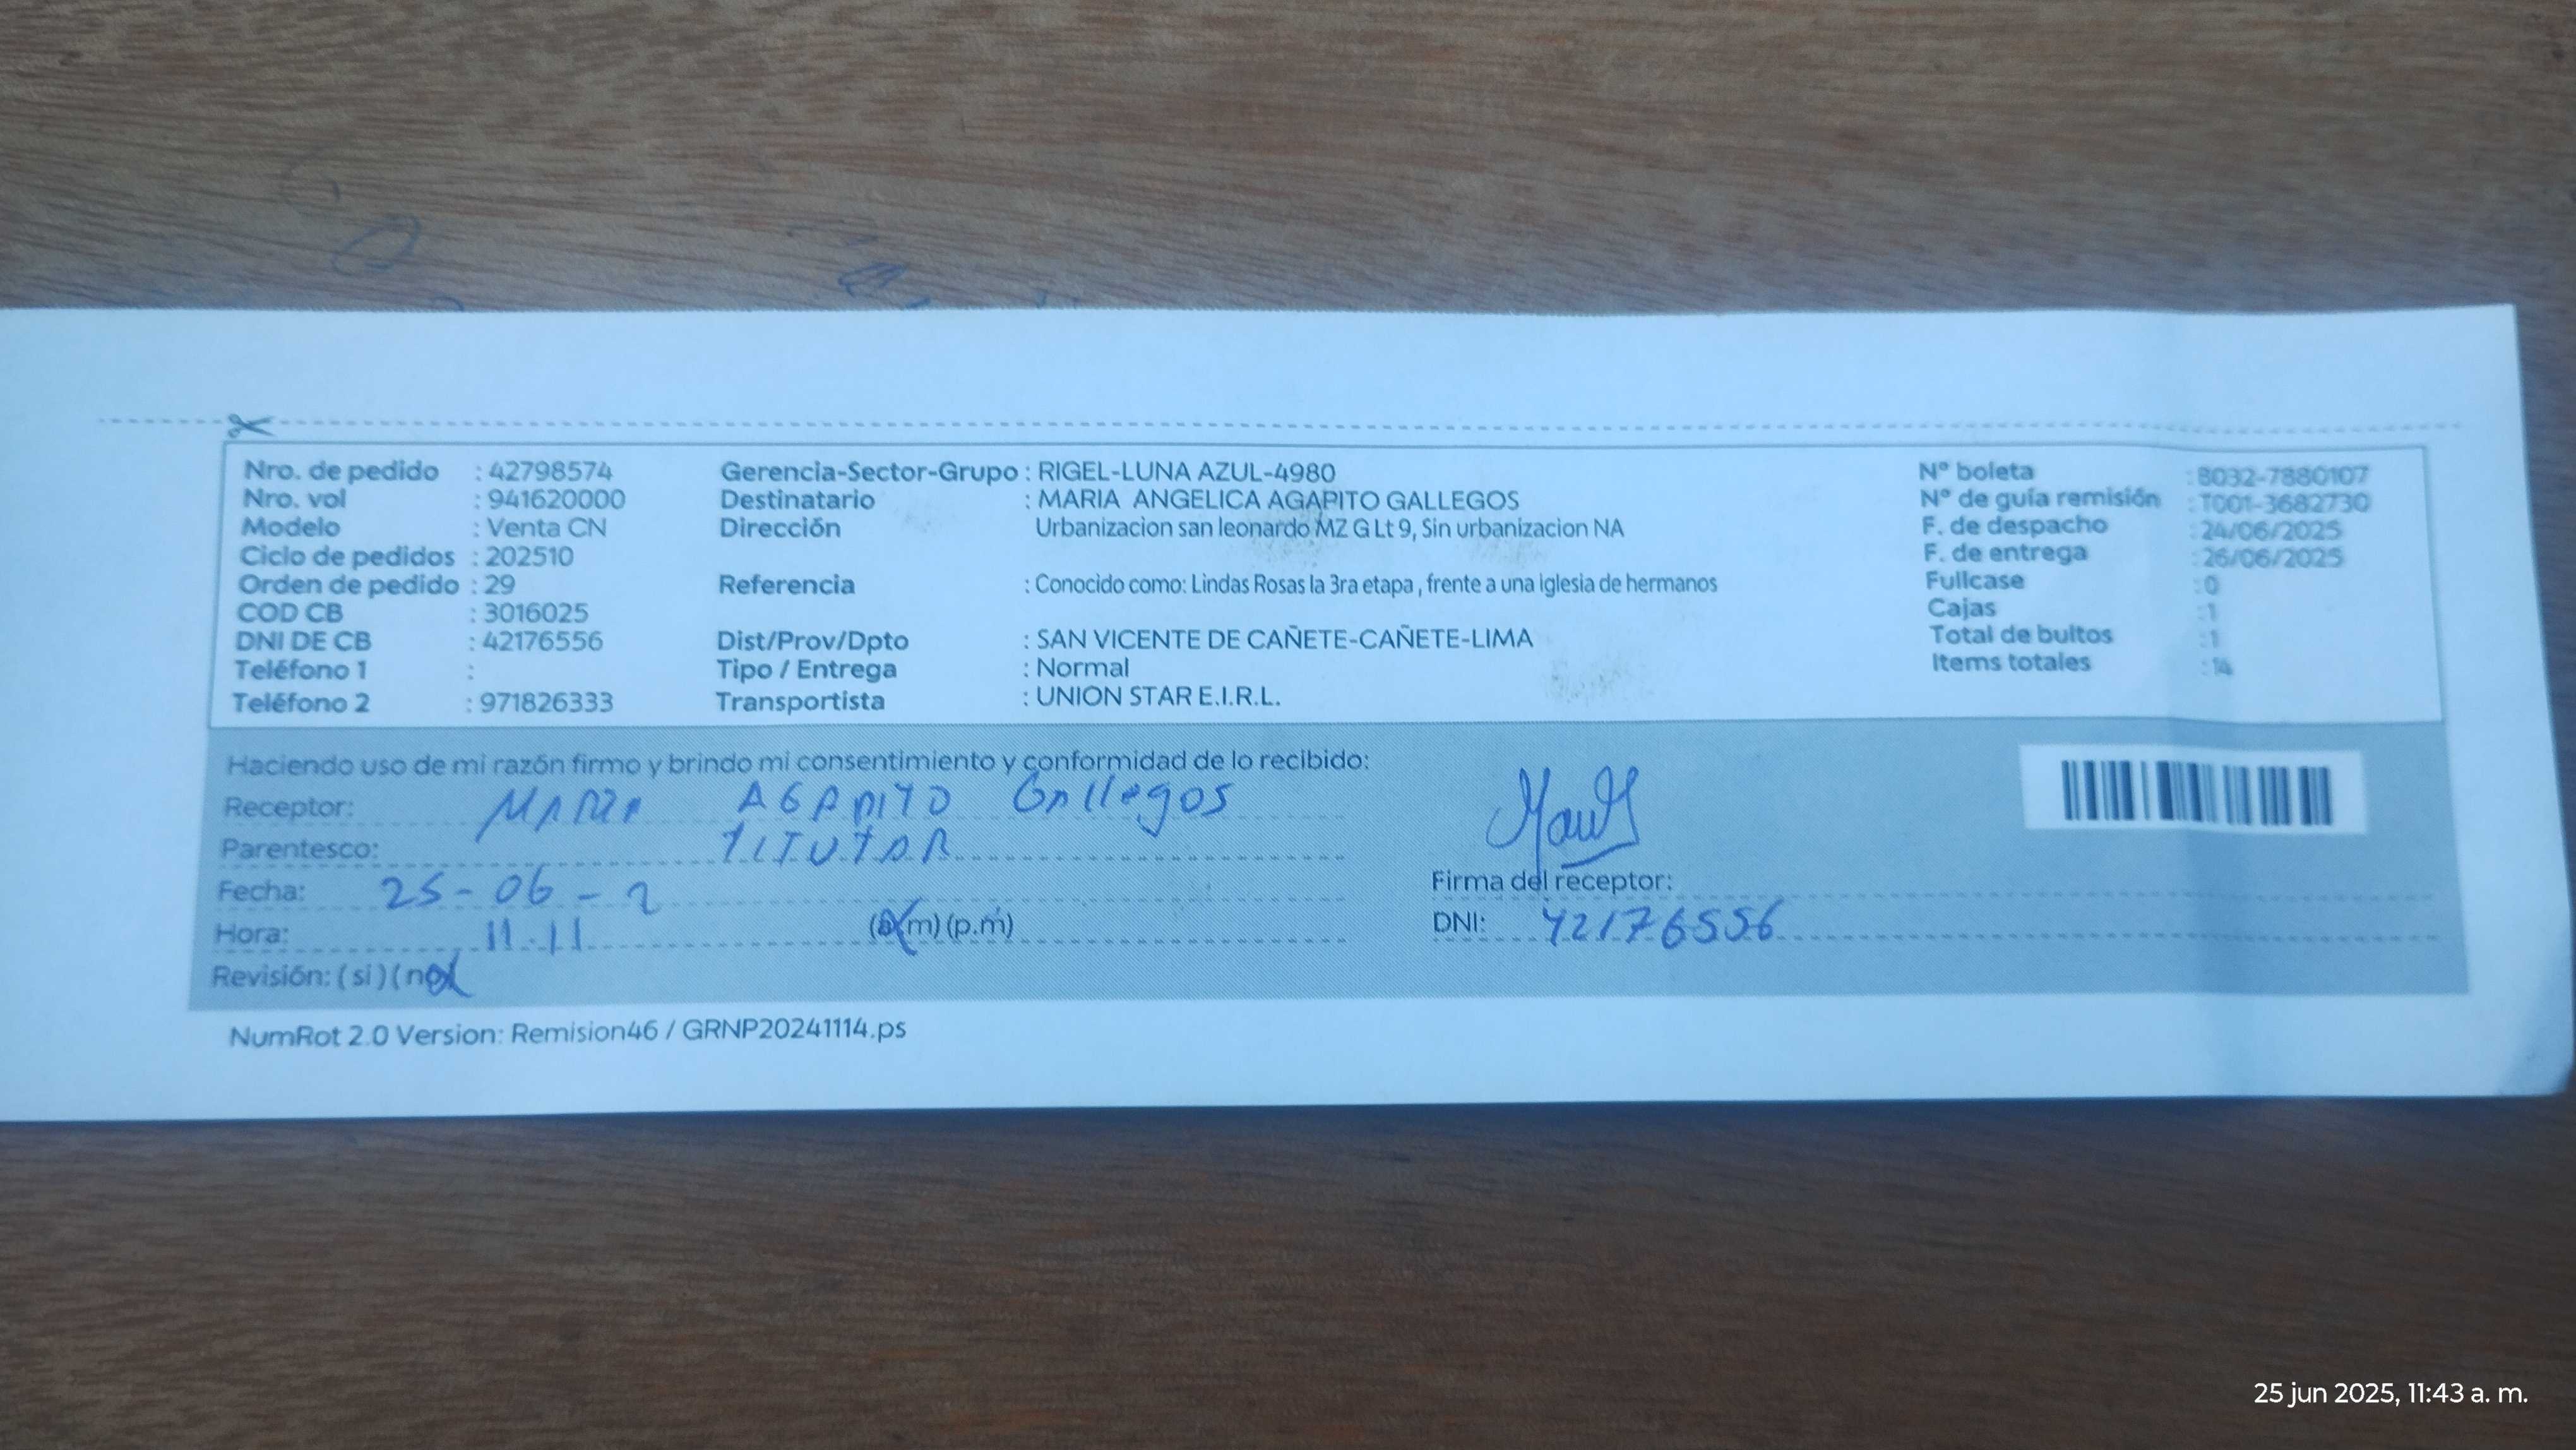 Nro. de pedido : 42798574 Gerencia-Sector-Grupo : RIGEL-LUNA AZUL-4980 Nº boleta : B032-7880107
Nro. vol : 941620000 Destinatario : MARIA ANGELICA AGAPITO GALLEGOS Nº de guía remisión : T001-3682730
Modelo : Venta CN Dirección Urbanizacion san leonardo MZ G Lt 9, Sin urbanizacion NA F. de despacho : 24/06/2025
Ciclo de pedidos : 202510 F. de entrega : 26/06/2025
Orden de pedido : 29 Referencia : Conocido como: Lindas Rosas la 3ra etapa , frente a una iglesia de hermanos Fullcase : 0
COD CB : 3016025 Cajas : 1
DNI DE CB : 42176556 Dist/Prov/Dpto : SAN VICENTE DE CAÑETE-CAÑETE-LIMA Total de bultos : 1
Teléfono 1 : Tipo / Entrega : Normal Items totales : 14
Teléfono 2 : 971826333 Transportista : UNION STAR E.I.R.L.
Haciendo uso de mi razón firmo y brindo mi consentimiento y conformidad de lo recibido:
Receptor: MARIA AGAPITO Gallegos
Parentesco: TITUTAR
Fecha: 25-06-2 Firma del receptor:
Hora: 11.11 (a.m) (p.m) DNI: 42176556
Revisión: (si) (no)
NumRot 2.0 Version: Remision46 / GRNP20241114.ps
25 jun 2025, 11:43 a. m.